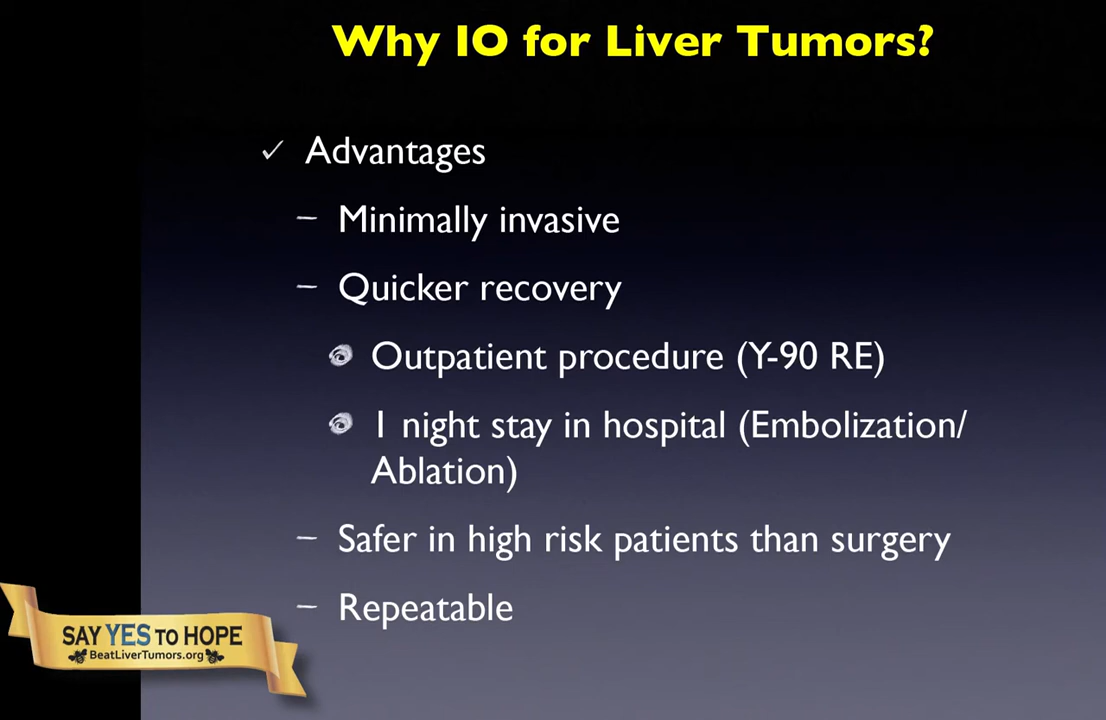 Why IO for Liver Tumors?
✓ Advantages
– Minimally invasive
– Quicker recovery
Outpatient procedure (Y-90 RE)
1 night stay in hospital (Embolization/
Ablation)
– Safer in high risk patients than surgery
– Repeatable
SAY YES TO HOPE
BeatLiverTumors.org